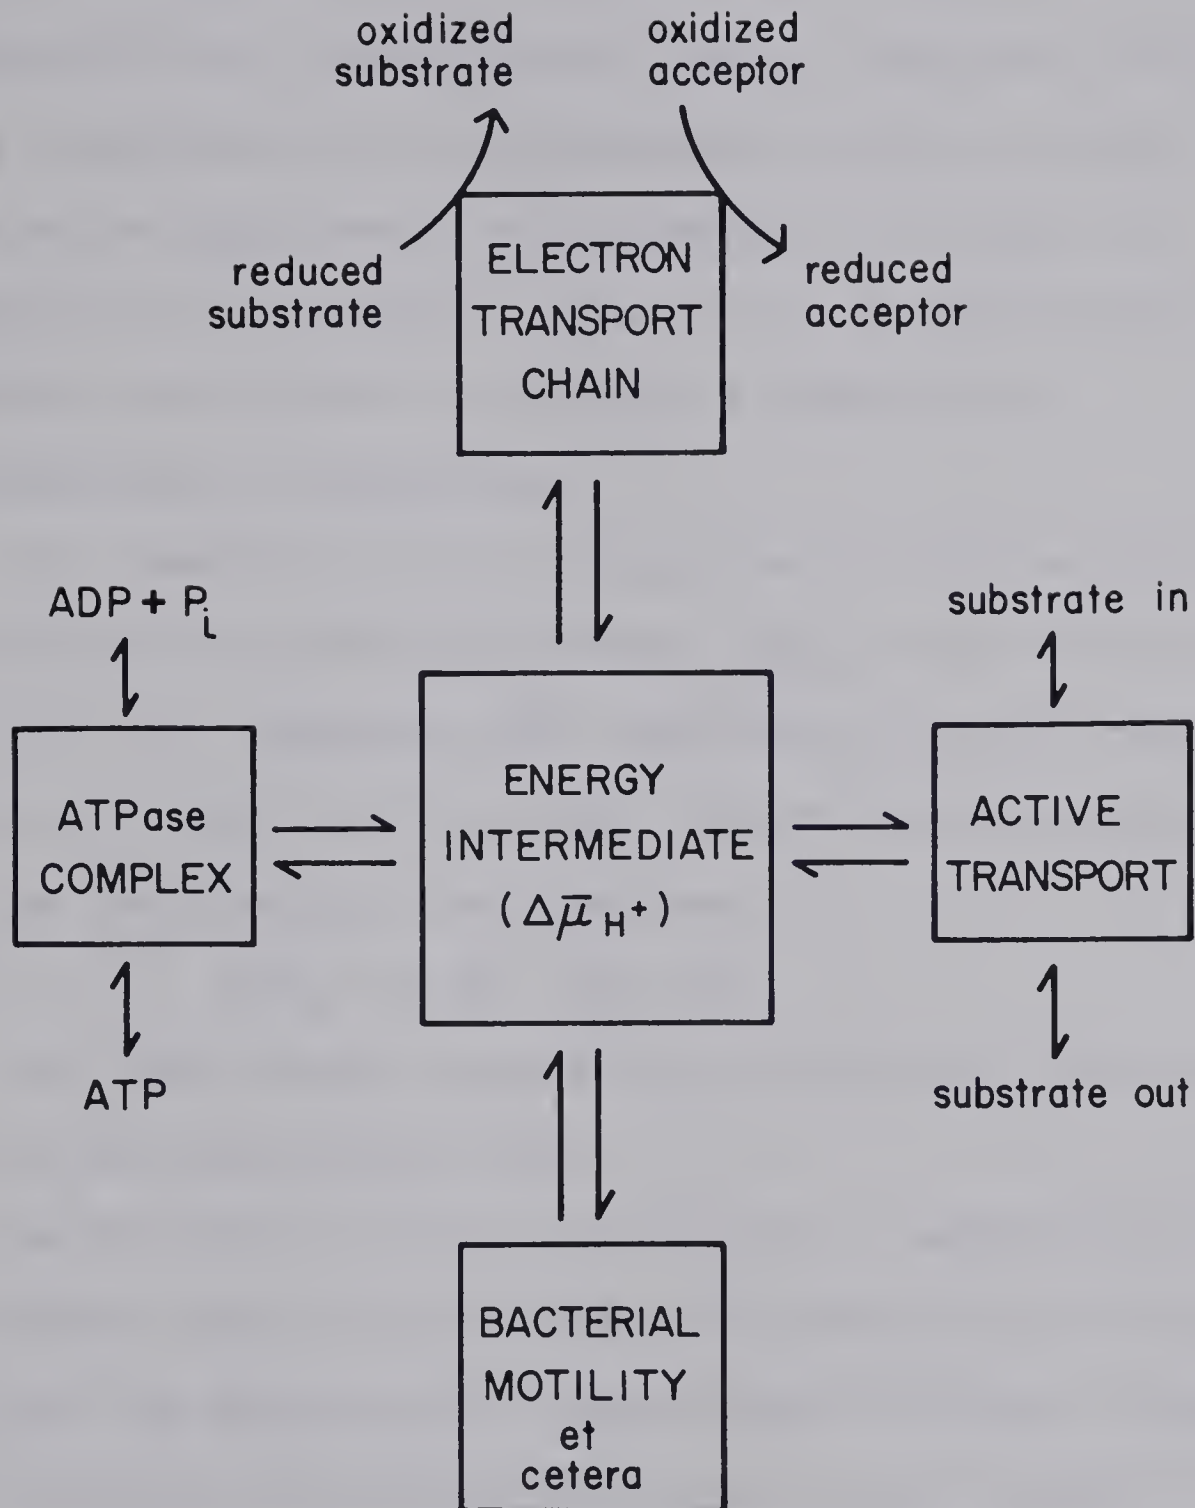 oxidized
substrate
oxidized
acceptor
reduced
substrate
ELECTRON
TRANSPORT
CHAIN
reduced
acceptor
ADP + Pi
substrate in
ATPase
COMPLEX
ENERGY
INTERMEDIATE
(Δμ̅H+)
ACTIVE
TRANSPORT
ATP
substrate out
BACTERIAL
MOTILITY
et
cetera